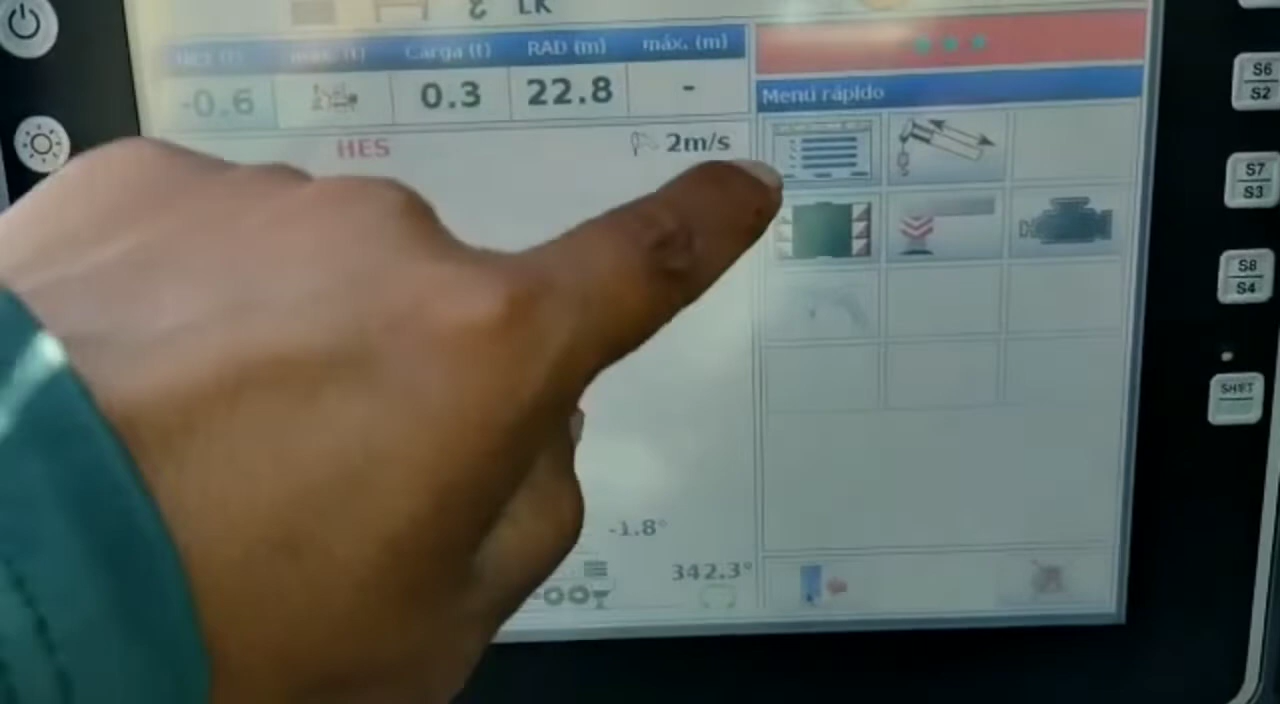 LK
Carga (t) RAD (m) máx. (m)
-0.6 0.3 22.8 -
Menú rápido
HES 2m/s
-1.8°
342.3°
S6
S2
S7
S3
S8
S4
SHIFT